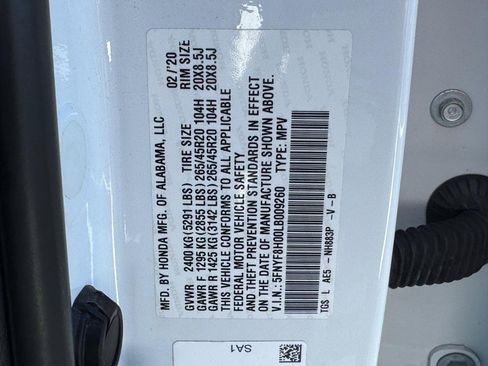 MFD. BY HONDA MFG. OF ALABAMA, LLC 02/'20
GVWR 2400 KG (5291 LBS) TIRE SIZE RIM SIZE
GAWR F 1295 KG (2855 LBS) 265/45R20 104H 20X8.5J
GAWR R 1425 KG (3142 LBS) 265/45R20 104H 20X8.5J
THIS VEHICLE CONFORMS TO ALL APPLICABLE
FEDERAL MOTOR VEHICLE SAFETY
AND THEFT PREVENTION STANDARDS IN EFFECT
ON THE DATE OF MANUFACTURE SHOWN ABOVE.
V.I.N.: 5FNYF8H00LB009260 TYPE: MPV
TGS L AE5 - NH883P -V -B
SA1